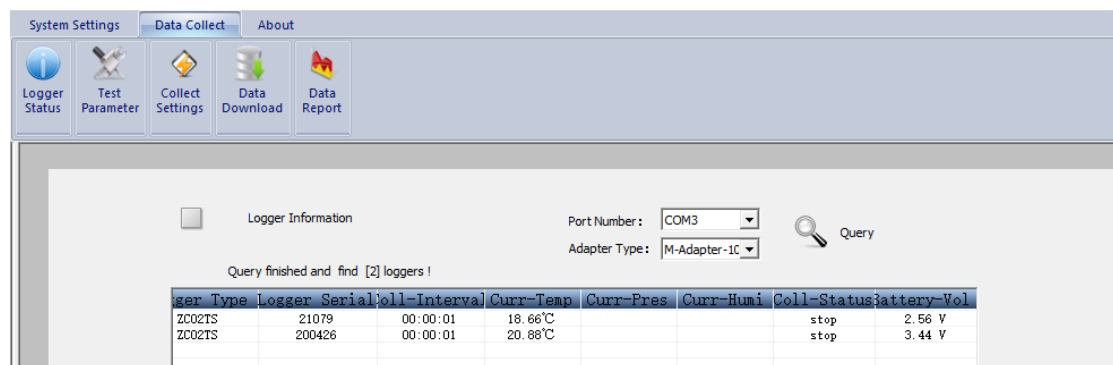 System Settings Data Collect About
Logger Status
Test Parameter
Collect Settings
Data Download
Data Report
Logger Information
Port Number: COM3
Query
Adapter Type: M-Adapter-10
Query finished and find [2] loggers !
ger Type Logger Serial oll-Interval Curr-Temp Curr-Pres Curr-Humi Coll-Status Battery-Vol
ZC02TS 21079 00:00:01 18.66℃ stop 2.56 V
ZC02TS 200426 00:00:01 20.88℃ stop 3.44 V